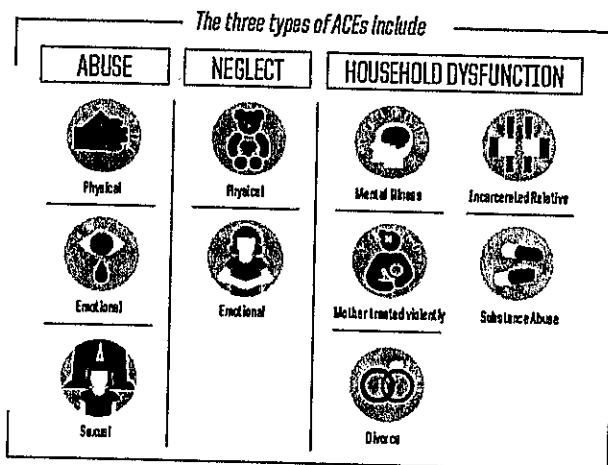 The three types of ACEs include
ABUSE
Physical
Emotional
Sexual
NEGLECT
Physical
Emotional
HOUSEHOLD DYSFUNCTION
Mental Illness
Incarcerated Relative
Mother treated violently
Substance Abuse
Divorce